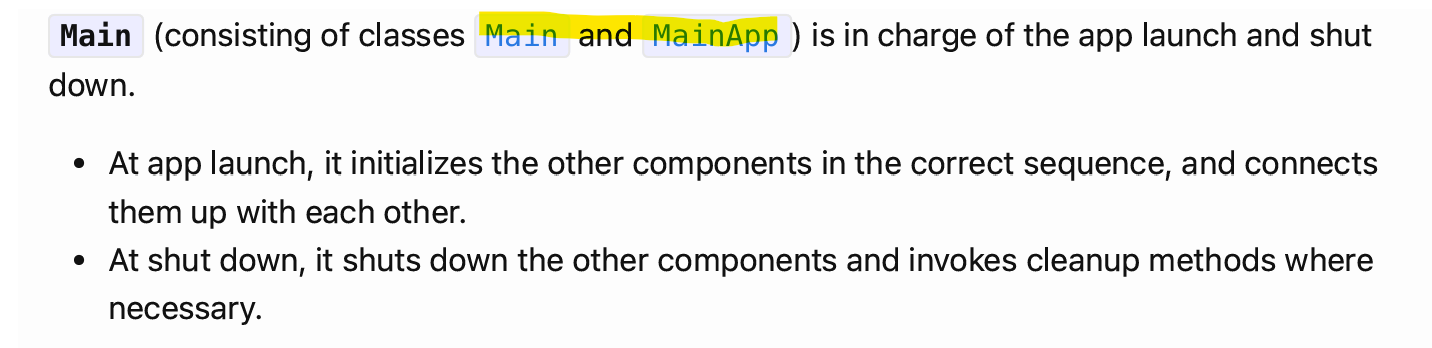 Main (consisting of classes Main and MainApp) is in charge of the app launch and shut
down.
• At app launch, it initializes the other components in the correct sequence, and connects
them up with each other.
• At shut down, it shuts down the other components and invokes cleanup methods where
necessary.